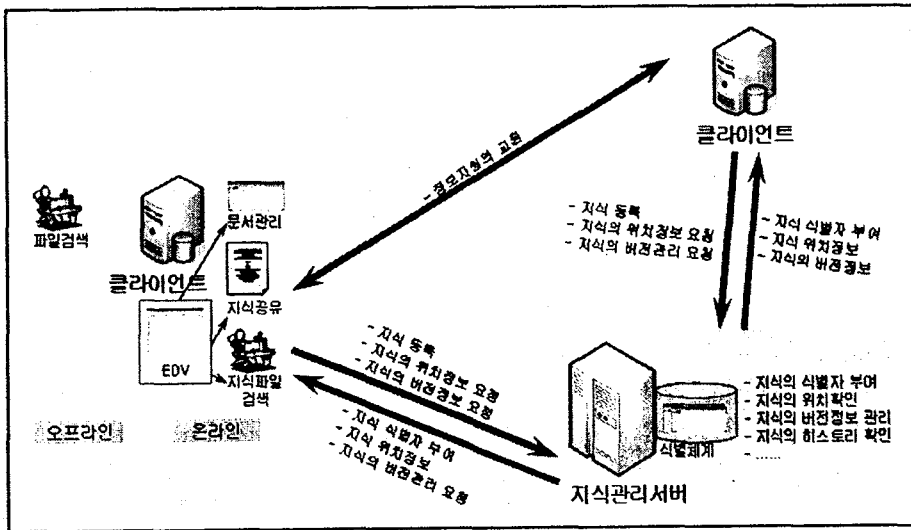 클라이언트
- 정보지원의 교환
- 지식 등록
- 지식의 위치정보 요청
- 지식의 버전관리 요청
- 지식 식별자 부여
- 지식 위치정보
- 지식의 버전정보
파일검색
클라이언트
문서관리
지식공유
EDV
지식파일
검색
오프라인
온라인
- 지식 등록
- 지식의 위치정보 요청
- 지식의 버전정보 요청
- 지식 식별자 부여
- 지식 위치정보
지식의 버전관리 요청
식별체계
지식관리서버
- 지식의 식별자 부여
- 지식의 위치확인
- 지식의 버전정보 관리
- 지식의 히스토리 확인
- ......